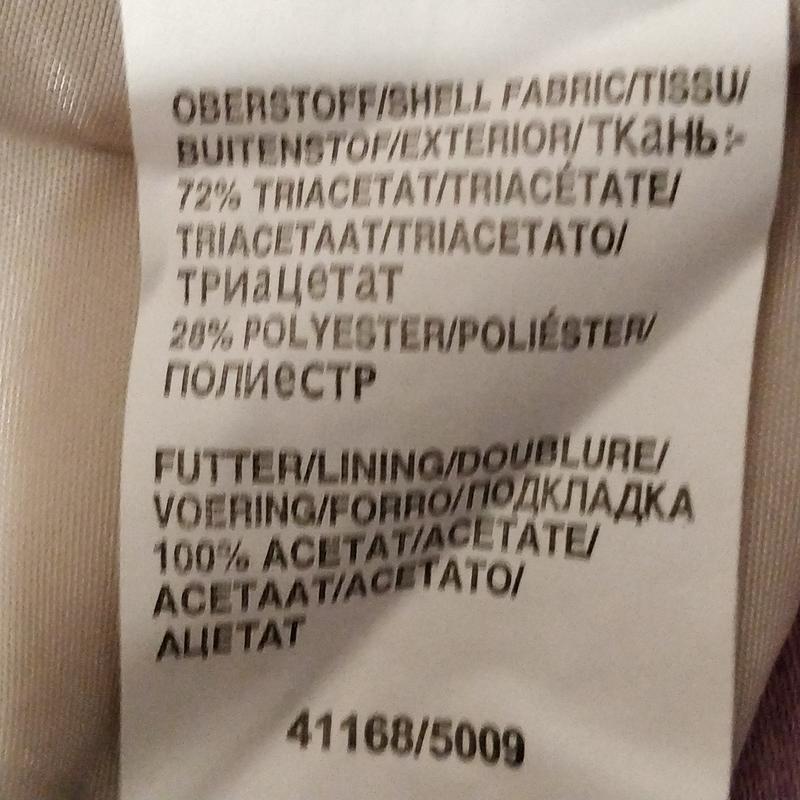 OBERSTOFF/SHELL FABRIC/TISSU/
BUITENSTOF/EXTERIOR/ТКаНЬ:-
72% TRIACETAT/TRIACÉTATE/
TRIACETAAT/TRIACETATO/
ТРИацетат
28% POLYESTER/POLIÉSTER/
ПОЛИеСТР
FUTTER/LINING/DOUBLURE/
VOERING/FORRO/ПОДКЛАДКА
100% ACETAT/ACETATE/
ACETAAT/ACETATO/
АЦЕТАТ
41168/5009